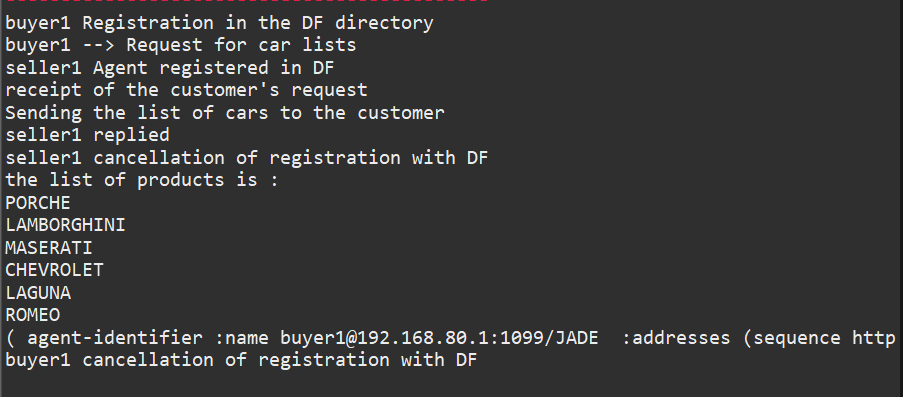 buyer1 Registration in the DF directory
buyer1 --> Request for car lists
seller1 Agent registered in DF
receipt of the customer's request
Sending the list of cars to the customer
seller1 replied
seller1 cancellation of registration with DF
the list of products is :
PORCHE
LAMBORGHINI
MASERATI
CHEVROLET
LAGUNA
ROMEO
( agent-identifier :name buyer1@192.168.80.1:1099/JADE  :addresses (sequence http
buyer1 cancellation of registration with DF